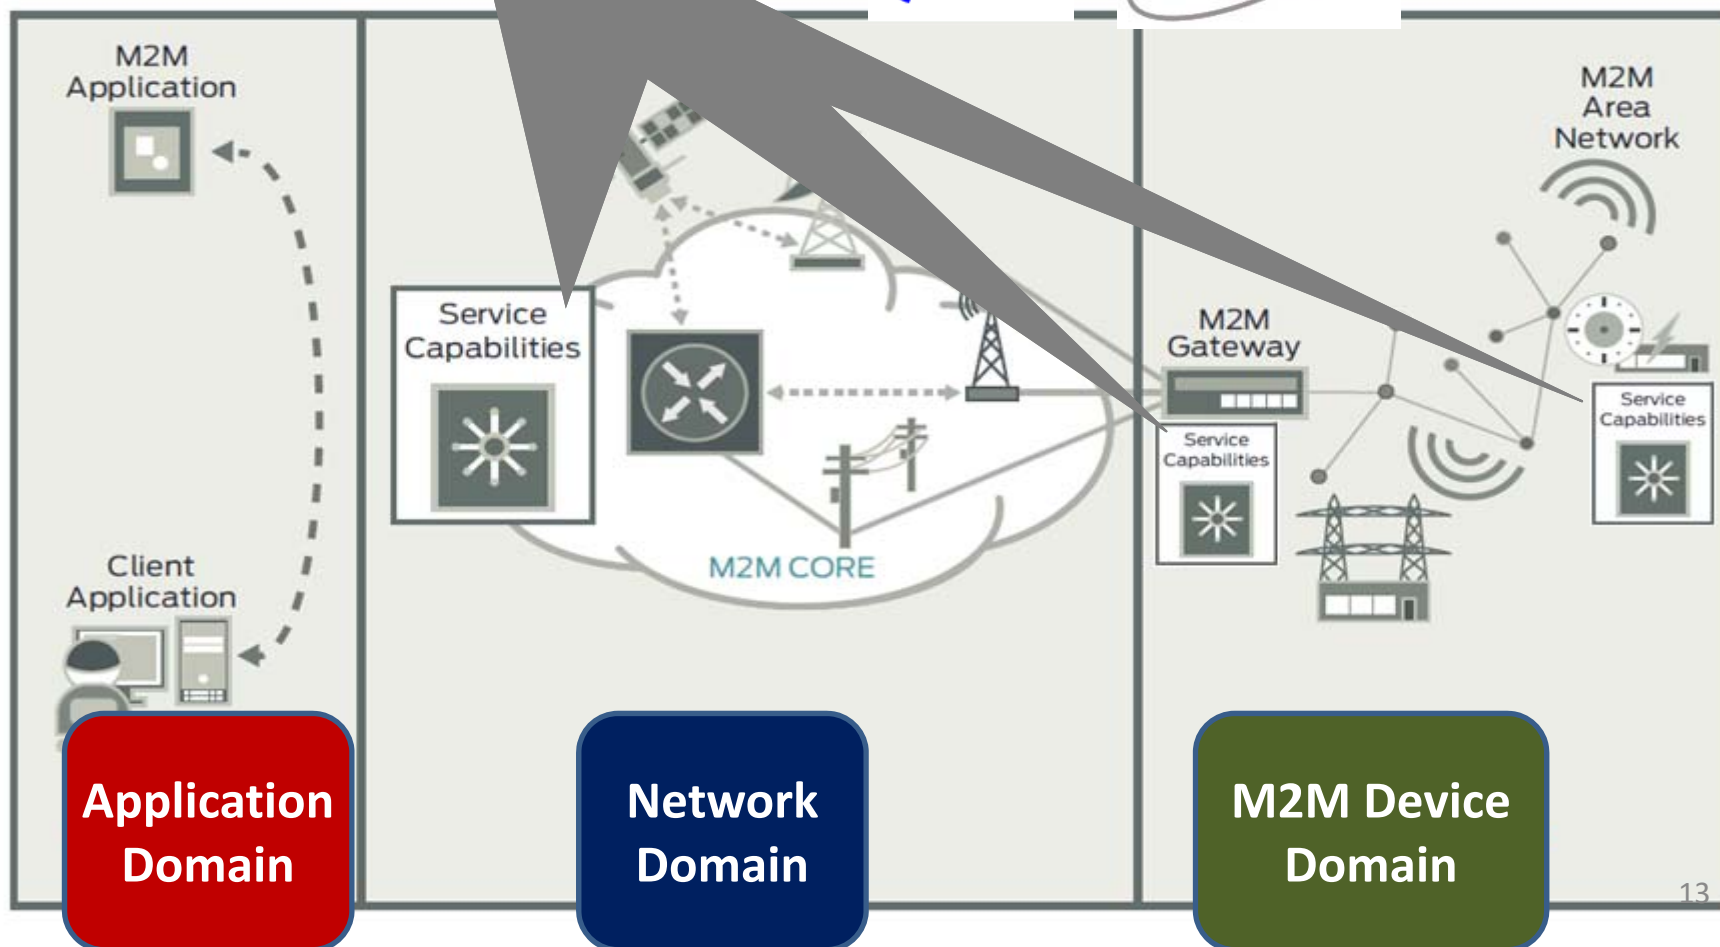 M2M
Application
Client
Application
Service
Capabilities
M2M CORE
M2M
Gateway
Service
Capabilities
M2M
Area
Network
Service
Capabilities
Application
Domain
Network
Domain
M2M Device
Domain
13